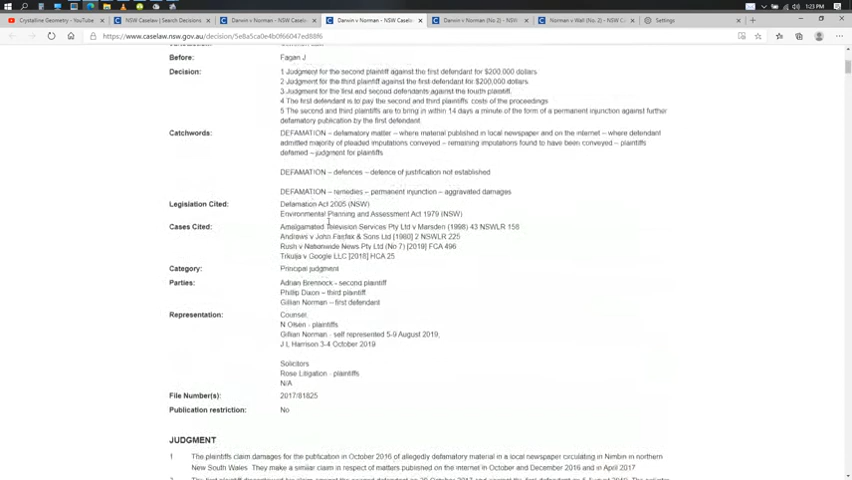 Crystalline Geometry - YouTube
NSW Caselaw | Search Decisions
Darwin v Norman - NSW Caselaw
Darwin v Norman - NSW Caselaw
Darwin v Norman (No 2) - NSW
Norman v Wall (No. 2) - NSW C
Settings
1:23 PM
https://www.caselaw.nsw.gov.au/decision/5e8a5ca0e4b0f66047ed88f6
Before: Fagan J
Decision: 1 Judgment for the second plaintiff against the first defendant for $200,000 dollars
2 Judgment for the third plaintiff against the first defendant for $200,000 dollars.
3 Judgment for the first and second defendants against the fourth plaintiff.
4 The first defendant is to pay the second and third plaintiffs' costs of the proceedings
5 The second and third plaintiffs are to bring in within 14 days a minute of the form of a permanent injunction against further
defamatory publication by the first defendant.
Catchwords: DEFAMATION – defamatory matter – where material published in local newspaper and on the internet – where defendant
admitted majority of pleaded imputations conveyed – remaining imputations found to have been conveyed – plaintiffs
defamed – judgment for plaintiffs
DEFAMATION – defences – defence of justification not established
DEFAMATION – remedies – permanent injunction – aggravated damages
Legislation Cited: Defamation Act 2005 (NSW)
Environmental Planning and Assessment Act 1979 (NSW)
Cases Cited: Amalgamated Television Services Pty Ltd v Marsden (1998) 43 NSWLR 158
Andrews v John Fairfax & Sons Ltd [1980] 2 NSWLR 225
Rush v Nationwide News Pty Ltd (No 7) [2019] FCA 496
Trkulja v Google LLC [2018] HCA 25
Category: Principal judgment
Parties: Adrian Brennock - second plaintiff
Phillip Dixon – third plaintiff
Gillian Norman – first defendant
Representation: Counsel:
N Olsen - plaintiffs
Gillian Norman - self represented 5-9 August 2019,
J L Harrison 3-4 October 2019
Solicitors
Rose Litigation - plaintiffs
N/A
File Number(s): 2017/81825
Publication restriction: No
JUDGMENT
1 The plaintiffs claim damages for the publication in October 2016 of allegedly defamatory material in a local newspaper circulating in Nimbin in northern
New South Wales. They make a similar claim in respect of matters published on the internet in October and December 2016 and in April 2017